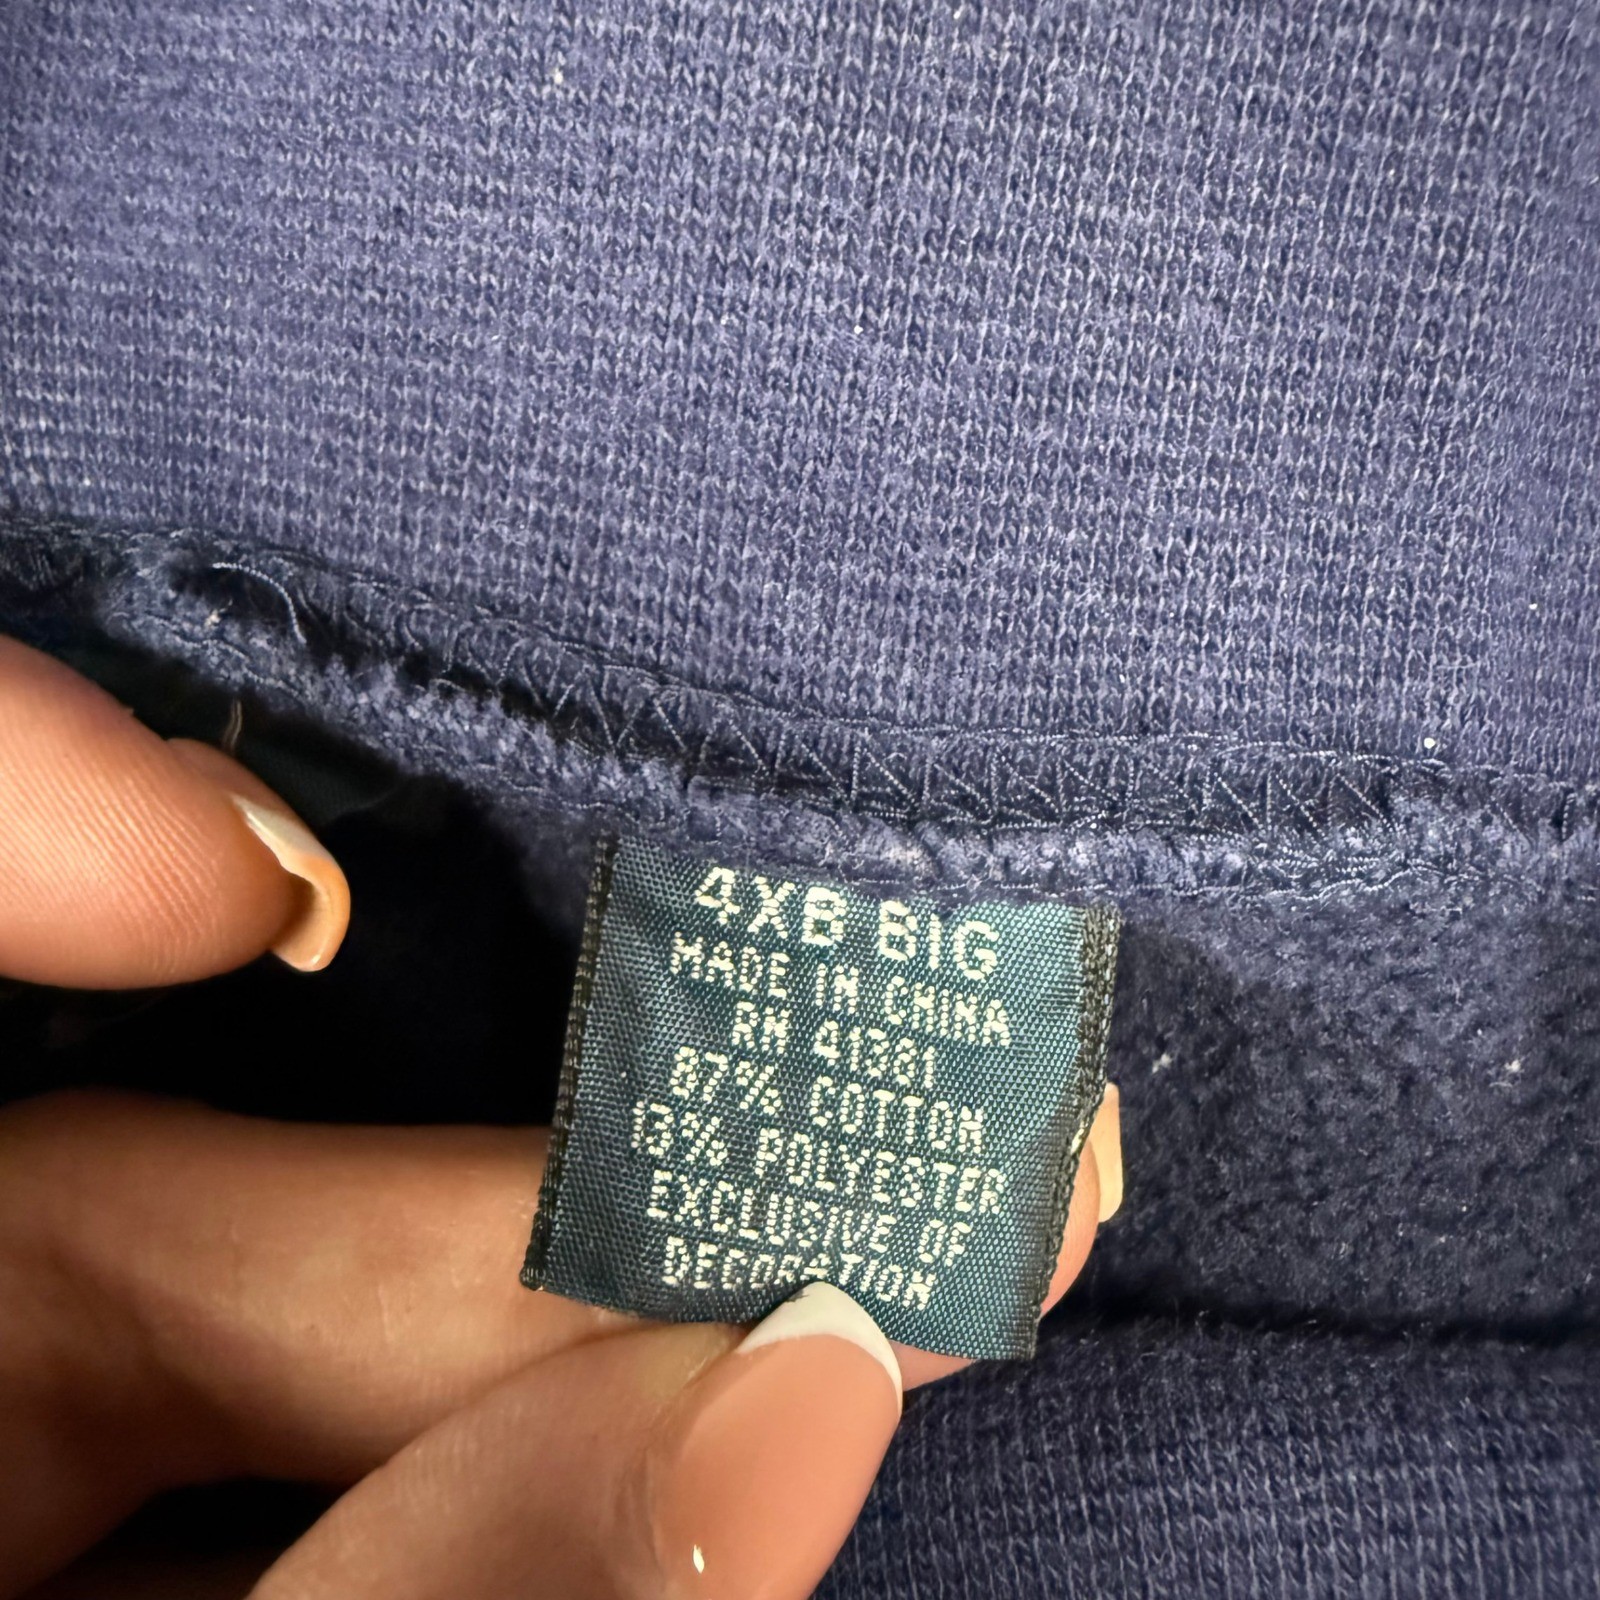 4XB BIG
MADE IN CHINA
RN 41381
87% COTTON
13% POLYESTER
EXCLUSIVE OF
DECORATION